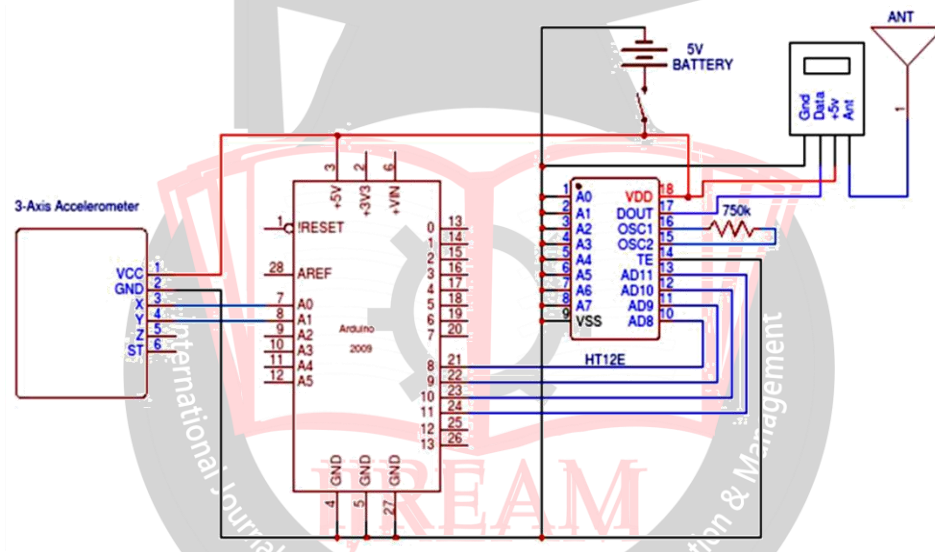 ANT
5V
BATTERY
Gnd
Data
+5v
Ant
1
3-Axis Accelerometer
VCC 1
GND 2
X 3
Y 4
Z 5
ST 6
3 +5V
2 +3V3
6 +VIN
1 !RESET
28 AREF
7 A0
8 A1
9 A2
10 A3
11 A4
12 A5
Arduino
2009
0 13
1 14
2 15
3 16
4 17
5 18
6 19
7 20
8 21
9 22
10 23
11 24
12 25
13 26
GND 4
GND 5
GND 27
1 A0
2 A1
3 A2
4 A3
5 A4
6 A5
7 A6
8 A7
9 VSS
VDD 18
DOUT 17
OSC1 16
OSC2 15
TE 14
AD11 13
AD10 12
AD9 11
AD8 10
HT12E
750k
International Journal
IJREAM
& Management